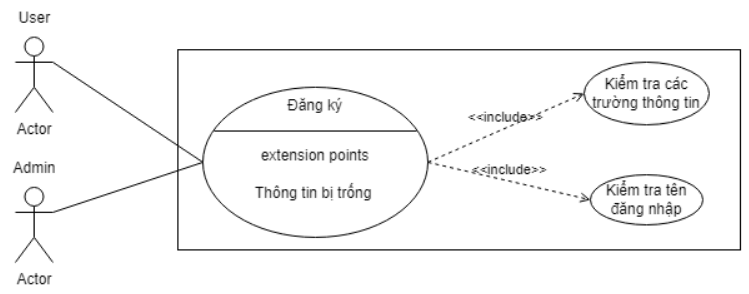 User
Actor
Admin
Actor
Đăng ký
extension points
Thông tin bị trống
<<include>>
<<include>>
Kiểm tra các
trường thông tin
Kiểm tra tên
đăng nhập